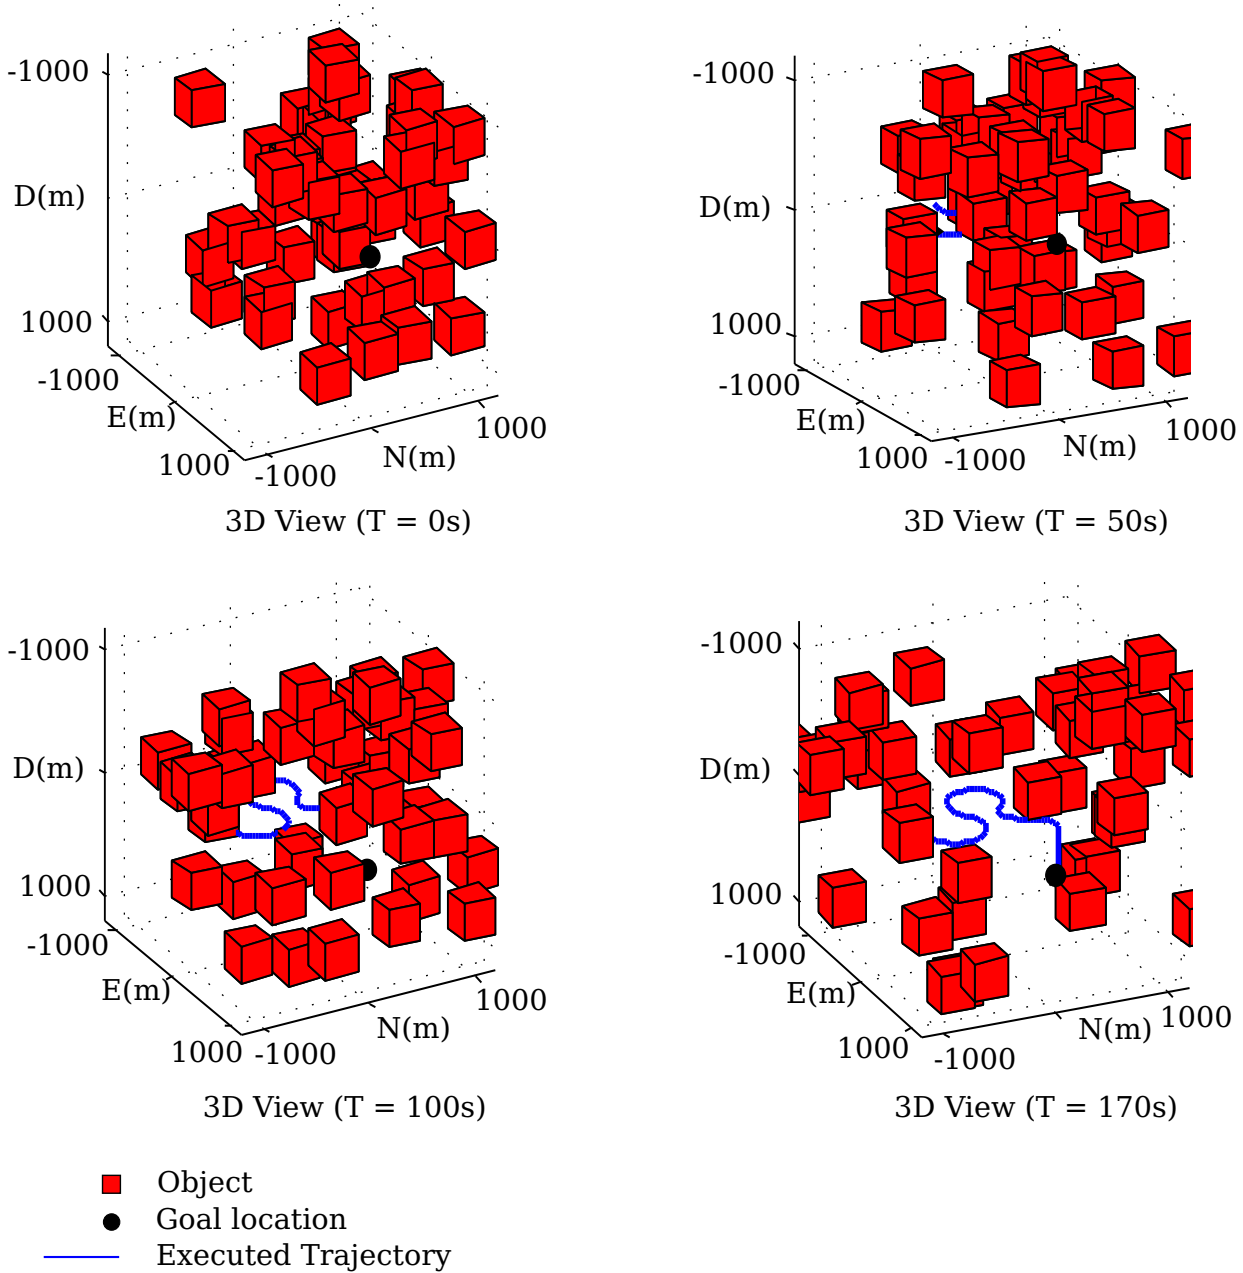 -1000
D(m)
1000
-1000
E(m)
1000
-1000
N(m)
1000
3D View (T = 0s)
-1000
D(m)
1000
-1000
E(m)
1000
-1000
N(m)
1000
3D View (T = 50s)
-1000
D(m)
1000
-1000
E(m)
1000
-1000
N(m)
1000
3D View (T = 100s)
-1000
D(m)
1000
-1000
E(m)
1000
-1000
N(m)
1000
3D View (T = 170s)
Object
Goal location
Executed Trajectory